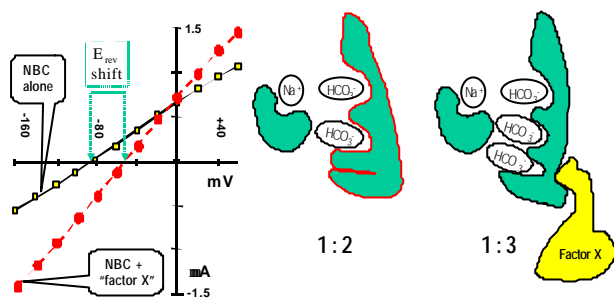 1.5
E rev
shift
NBC
alone
-160
-80
+40
mV
NBC +
"factor X"
mA
-1.5
Na+
HCO3-
HCO3-
1:2
Na+
HCO3-
HCO3-
HCO3-
1:3
Factor X